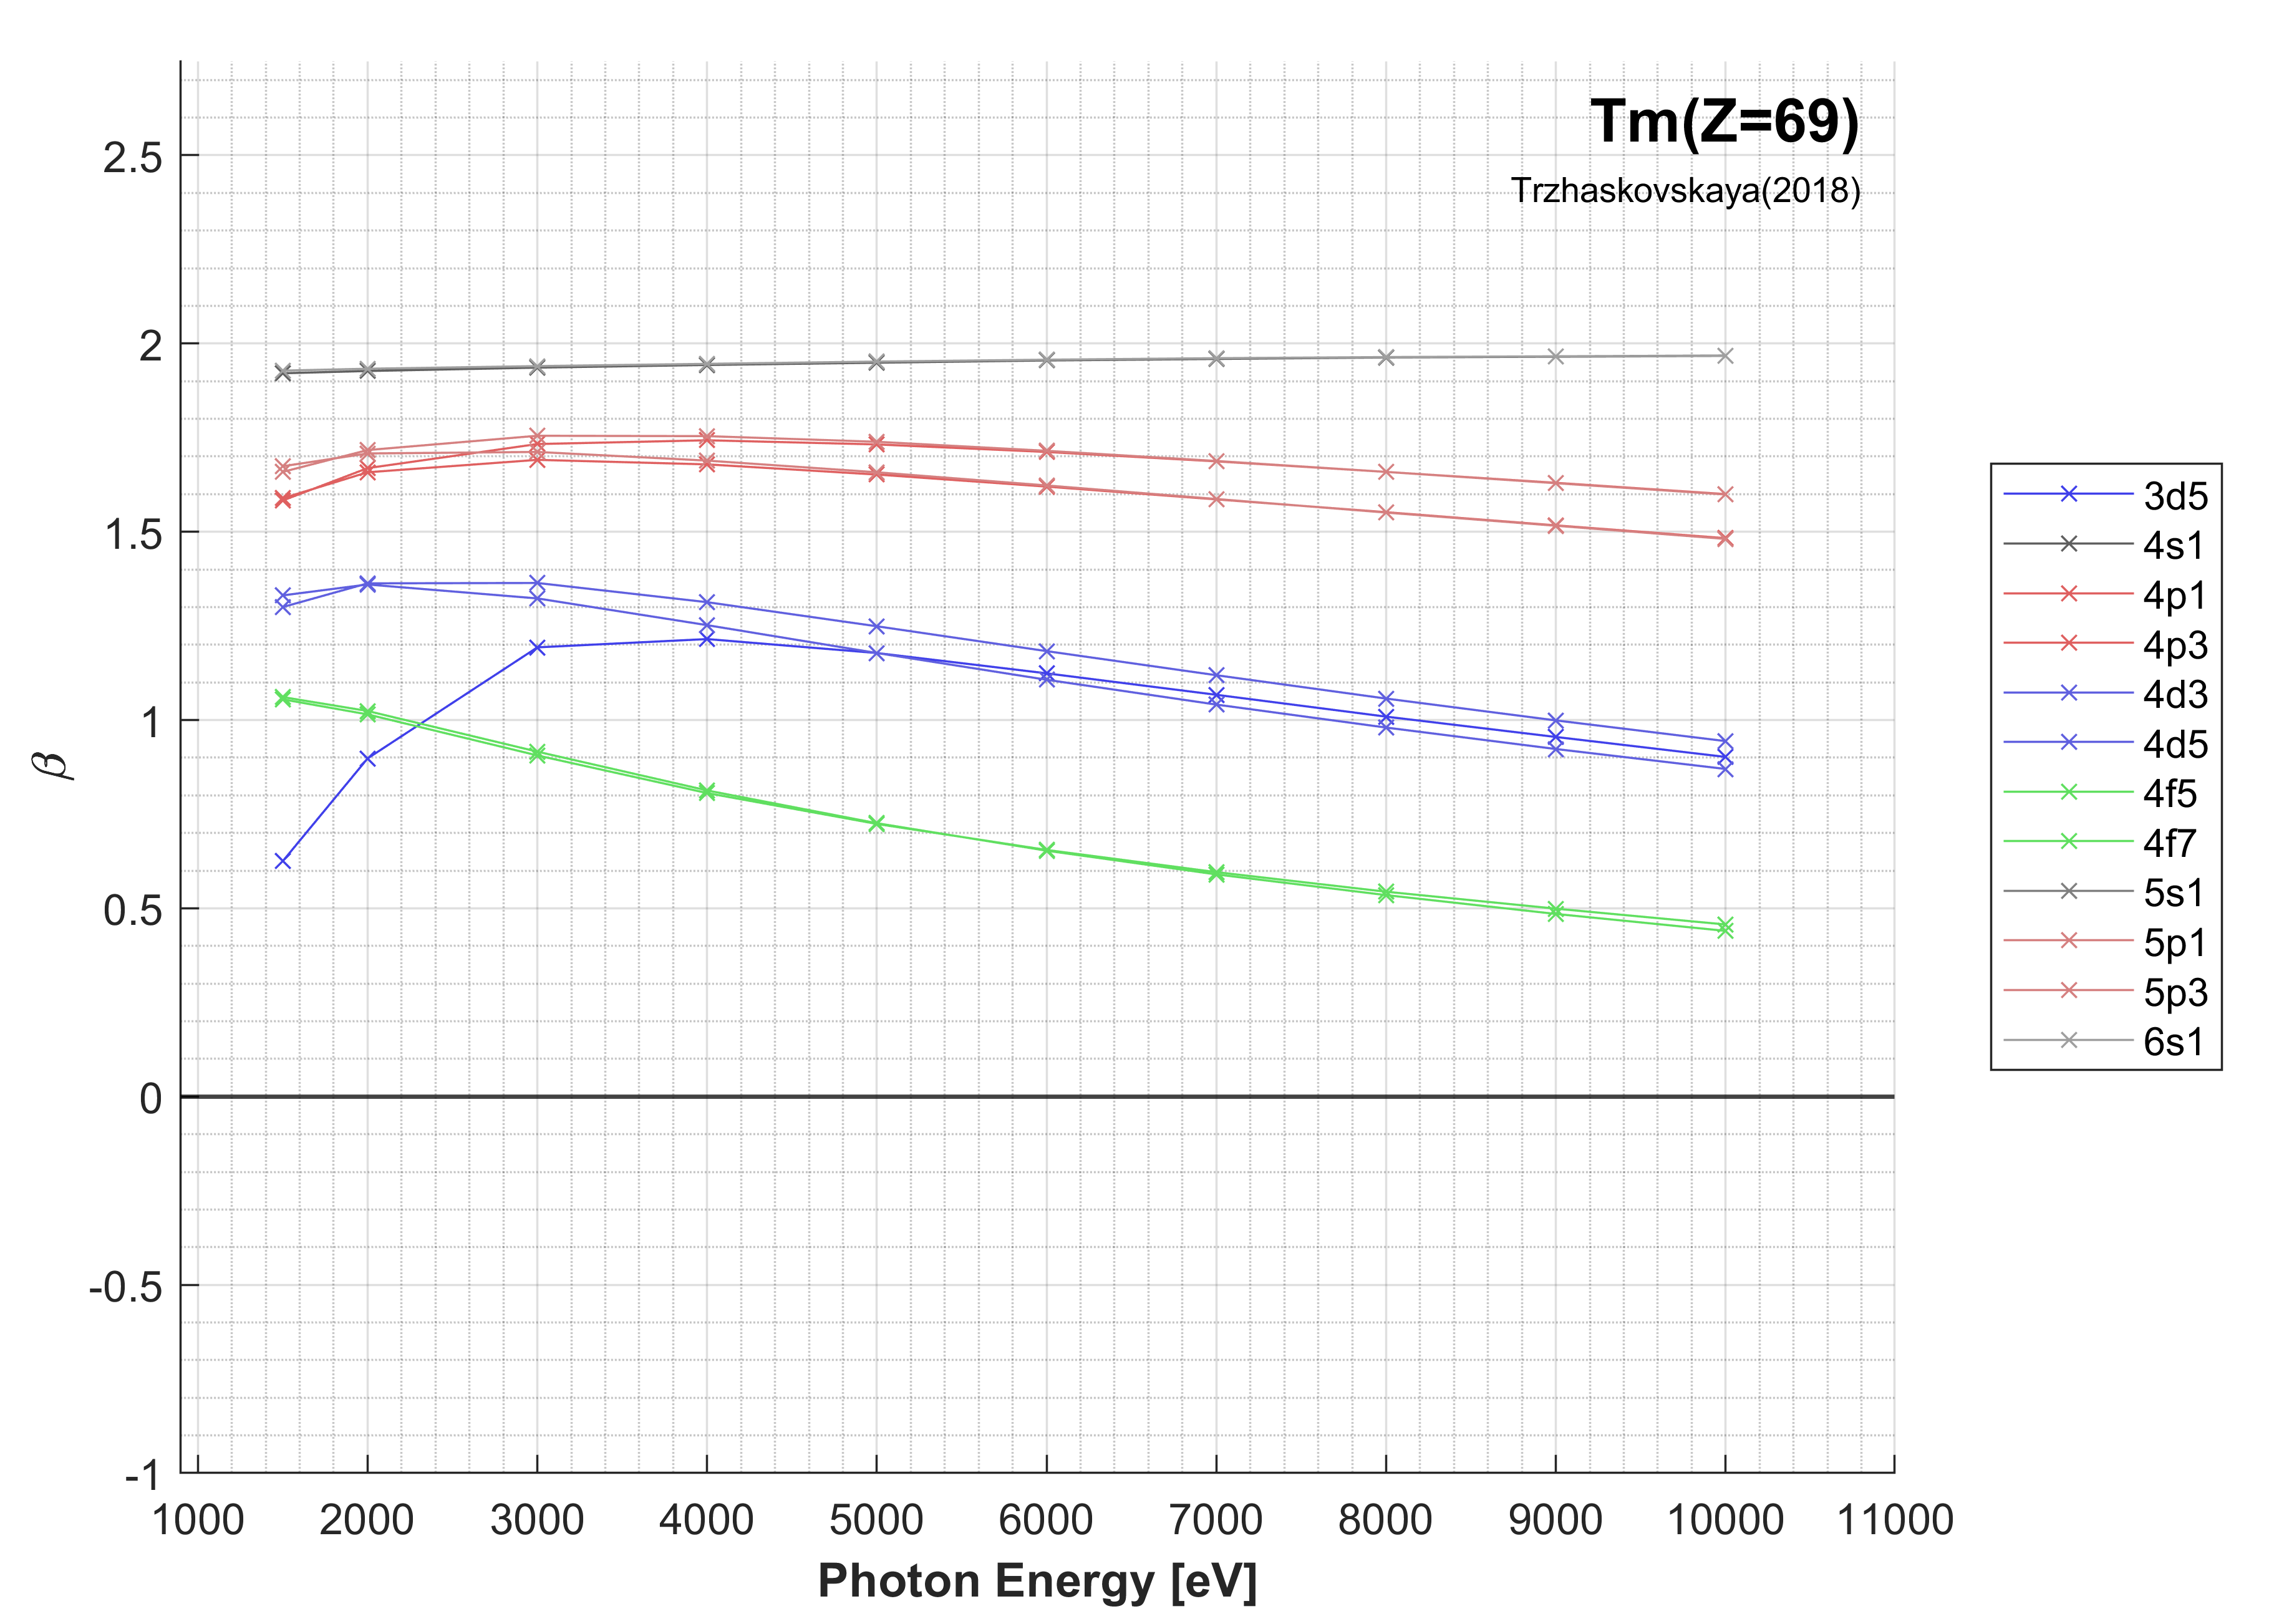 Tm(Z=69)
Trzhaskovskaya(2018)
2.5
2
1.5
1
0.5
0
-0.5
-1
β
1000 2000 3000 4000 5000 6000 7000 8000 9000 10000 11000
Photon Energy [eV]
3d5
4s1
4p1
4p3
4d3
4d5
4f5
4f7
5s1
5p1
5p3
6s1